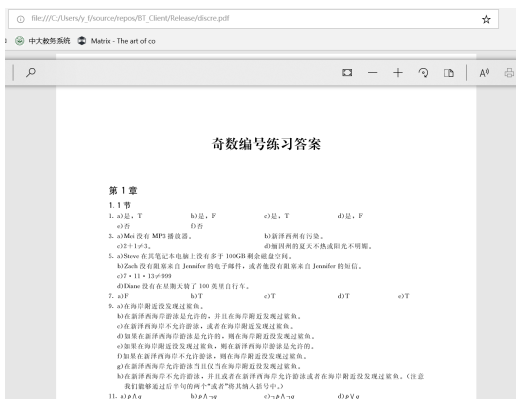 file:///C:/Users/y_f/source/repos/BT_Client/Release/discre.pdf
中大教务系统 Matrix - The art of co
奇数编号练习答案
第 1 章
1.1 节
1. a)是，T b)是，F c)是，T d)是，F
e)否 f)否
3. a)Mei 没有 MP3 播放器。 b)新泽西州有污染。
c)2+1≠3。 d)缅因州的夏天不热或阳光不明媚。
5. a)Steve 在其笔记本电脑上没有多于 100GB 剩余磁盘空间。
b)Zach 没有阻塞来自 Jennifer 的电子邮件，或者他没有阻塞来自 Jennifer 的短信。
c)7·11·13≠999
d)Diane 没有在星期天骑了 100 英里自行车。
7. a)F b)T c)T d)T e)T
9. a)在海岸附近没发现过鲨鱼。
b)在新泽西海岸游泳是允许的，并且在海岸附近发现过鲨鱼。
c)在新泽西海岸不允许游泳，或者在海岸附近发现过鲨鱼。
d)如果在新泽西海岸游泳是允许的，则在海岸附近没发现过鲨鱼。
e)如果在海岸附近没发现过鲨鱼，则在新泽西海岸游泳是允许的。
f)如果在新泽西海岸不允许游泳，则在海岸附近没发现过鲨鱼。
g)在新泽西海岸允许游泳当且仅当在海岸附近没发现过鲨鱼。
h)在新泽西海岸不允许游泳，并且或者在新泽西海岸允许游泳或者在海岸附近没发现过鲨鱼。（注意
我们能够通过后半句的两个“或者”将其纳入括号中。）
11. a)p∧q b)p∧¬q c)¬p∧¬q d)p∨q